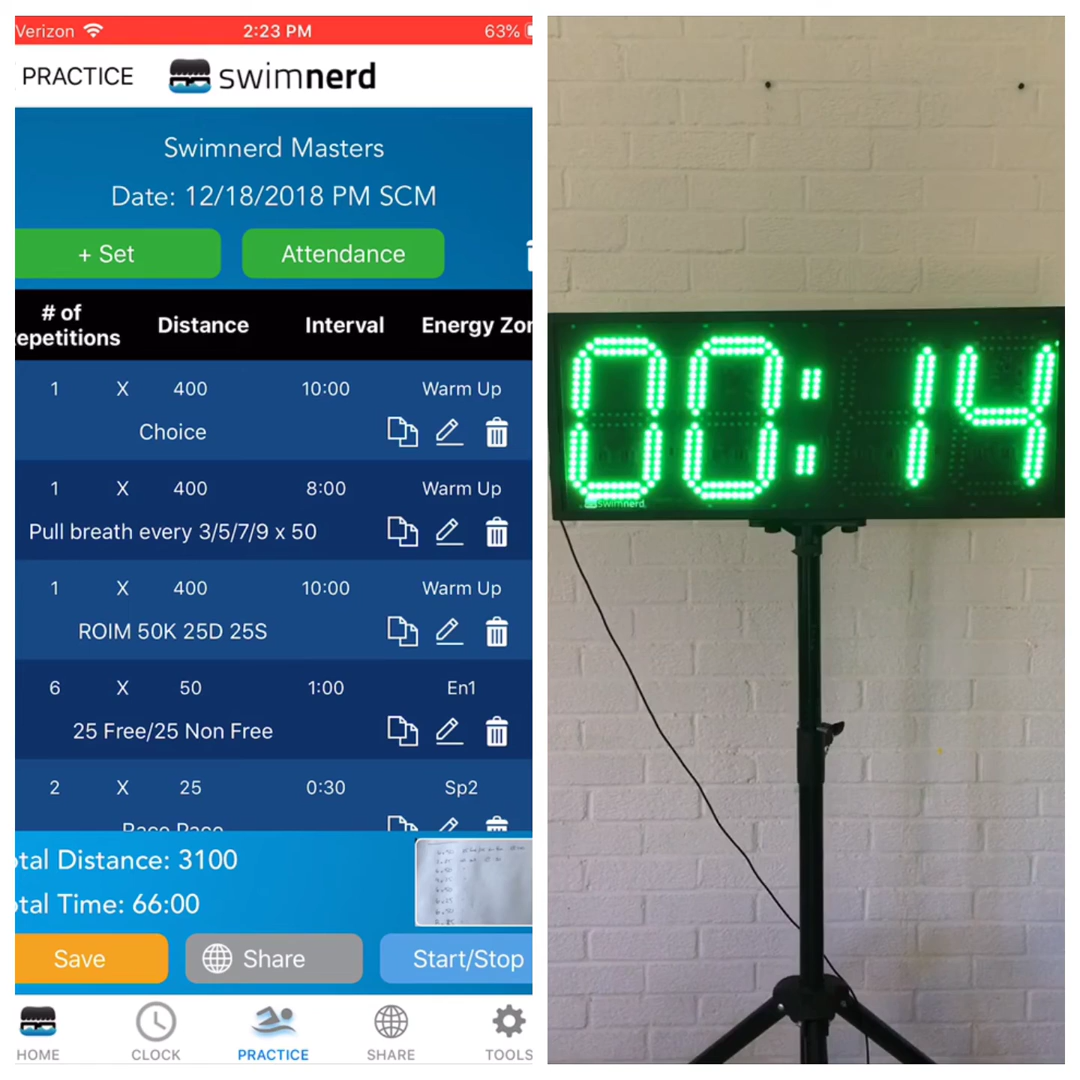 Verizon 2:23 PM 63%
PRACTICE swimnerd
Swimnerd Masters
Date: 12/18/2018 PM SCM
+ Set Attendance
# of
epetitions Distance Interval Energy Zon
1 X 400 10:00 Warm Up
Choice
1 X 400 8:00 Warm Up
Pull breath every 3/5/7/9 x 50
1 X 400 10:00 Warm Up
ROIM 50K 25D 25S
6 X 50 1:00 En1
25 Free/25 Non Free
2 X 25 0:30 Sp2
Race Pace
otal Distance: 3100
otal Time: 66:00
Save Share Start/Stop
HOME CLOCK PRACTICE SHARE TOOLS
00:14
swimnerd